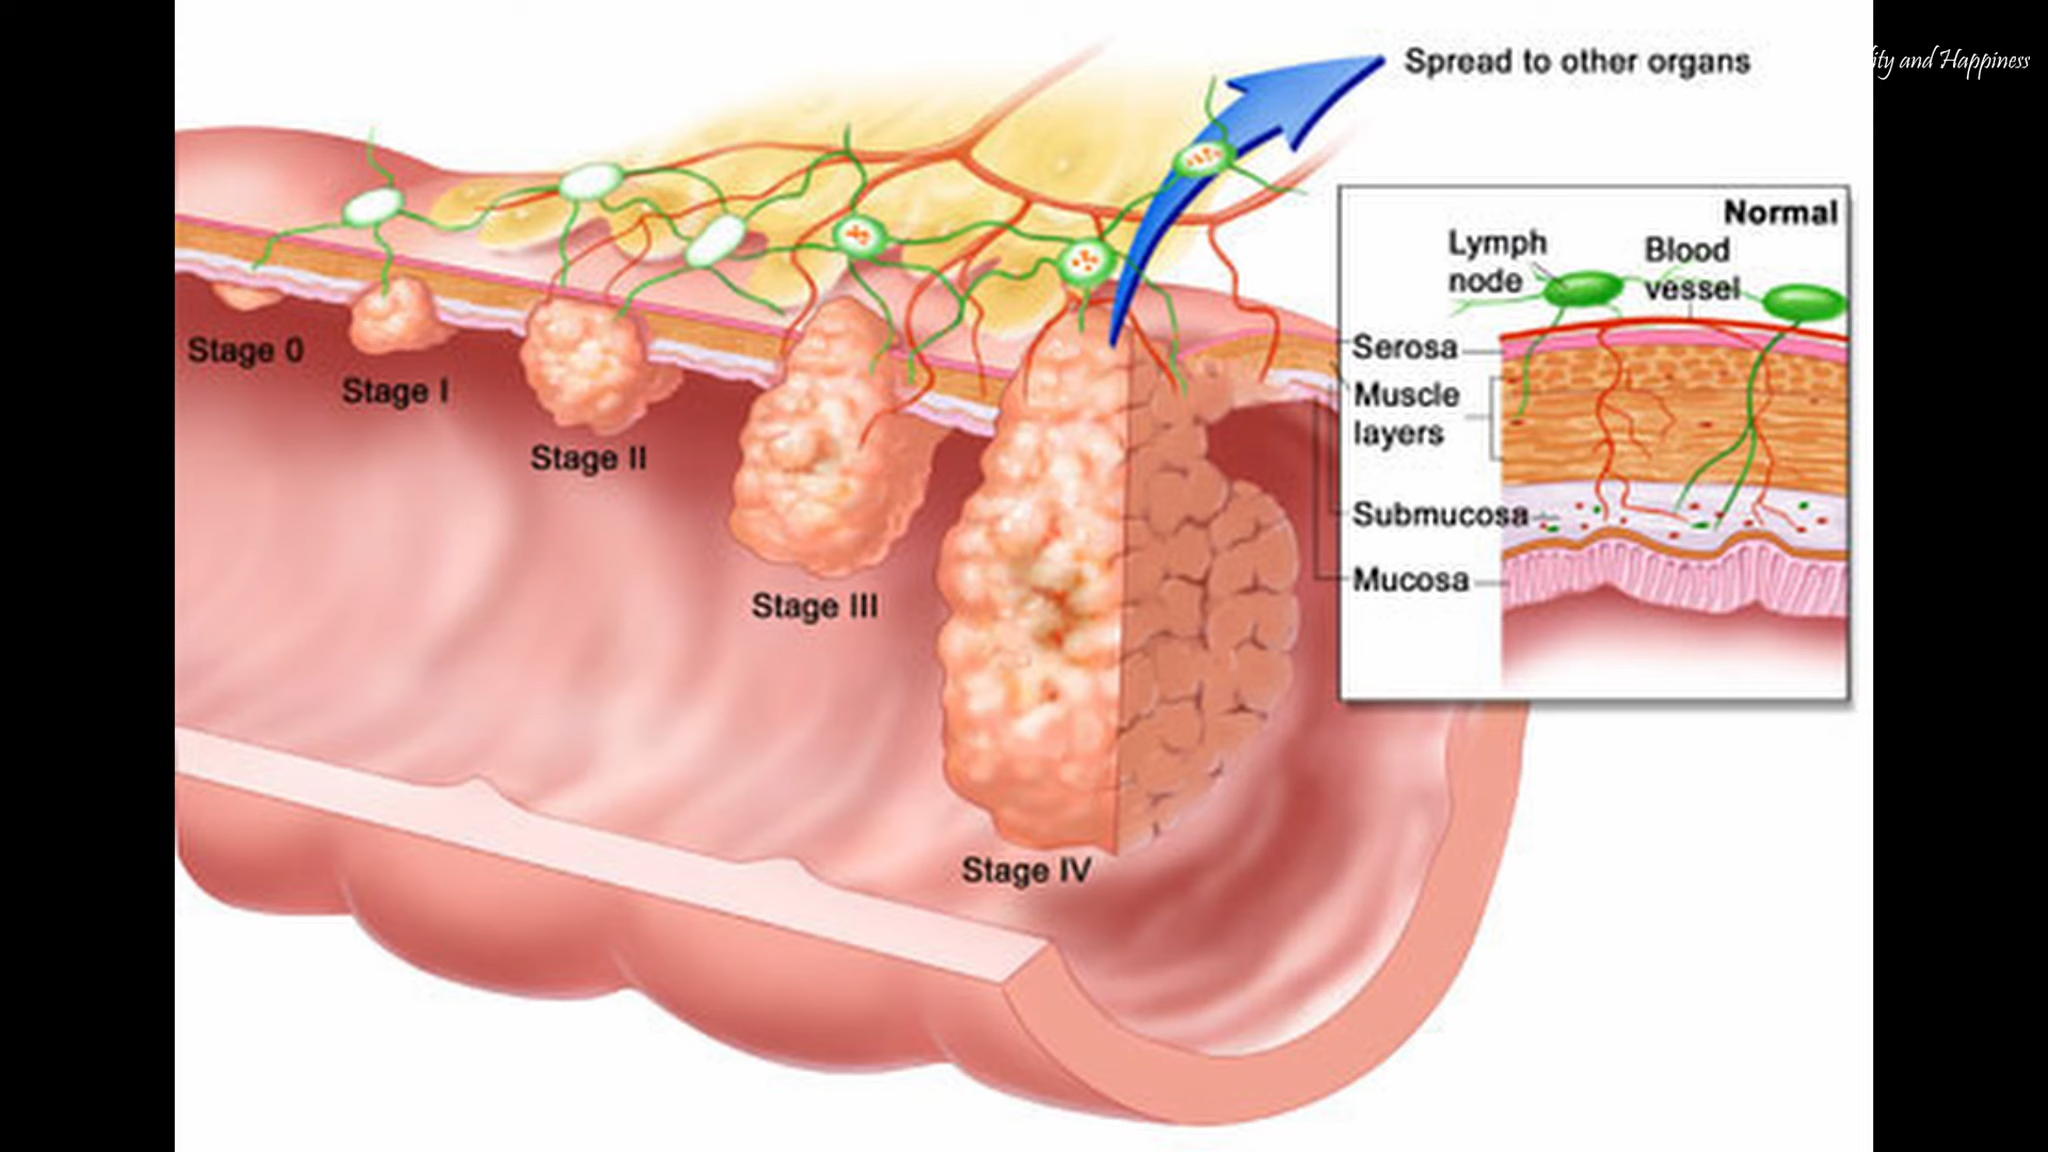 Spread to other organs
and Happiness
Normal
Lymph
node
Blood
vessel
Serosa
Muscle
layers
Submucosa
Mucosa
Stage 0
Stage I
Stage II
Stage III
Stage IV